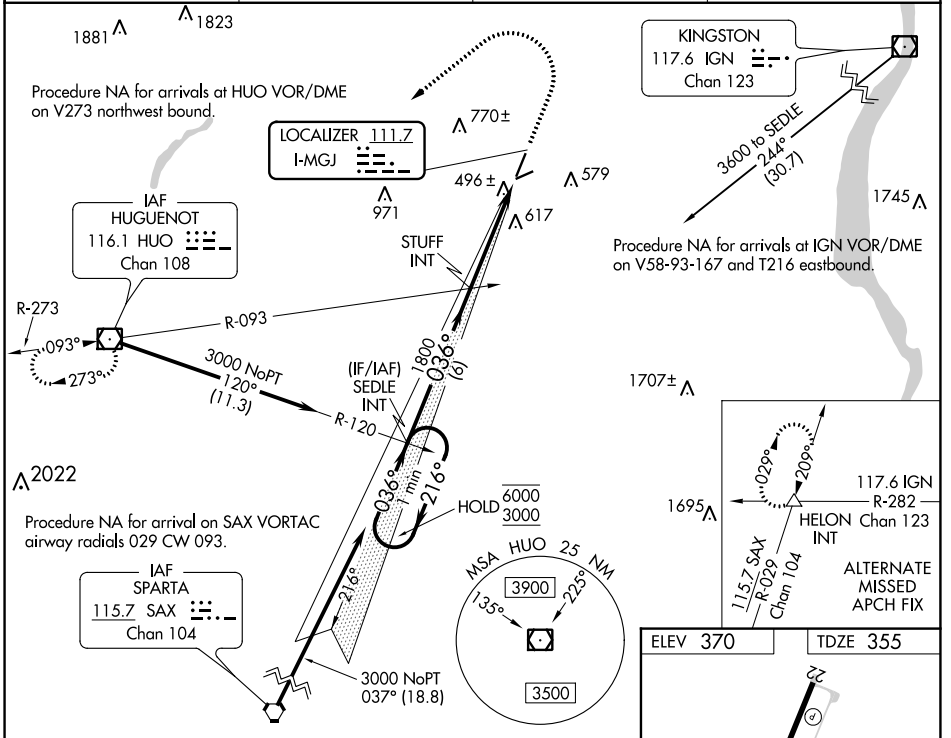 1881
1823
Procedure NA for arrivals at HUO VOR/DME
on V273 northwest bound.
LOCALIZER 111.7
I-MGJ
770±
496±
579
971
617
KINGSTON
117.6 IGN
Chan 123
3600 to SEDLE
244°
(30.7)
1745
Procedure NA for arrivals at IGN VOR/DME
on V58-93-167 and T216 eastbound.
IAF
HUGUENOT
116.1 HUO
Chan 108
STUFF
INT
R-273
093°
273°
R-093
3000 NoPT
120°
(11.3)
R-120
(IF/IAF)
SEDLE
INT
1800
036°
(6)
1707±
036°
1 min
216°
HOLD
6000
3000
2022
Procedure NA for arrival on SAX VORTAC
airway radials 029 CW 093.
IAF
SPARTA
115.7 SAX
Chan 104
216°
3000 NoPT
037° (18.8)
MSA HUO 25 NM
135°
225°
3900
3500
1695
029°
209°
117.6 IGN
R-282
Chan 123
HELON
INT
115.7 SAX
R-029
Chan 104
ALTERNATE
MISSED
APCH FIX
ELEV 370
TDZE 355
22
P